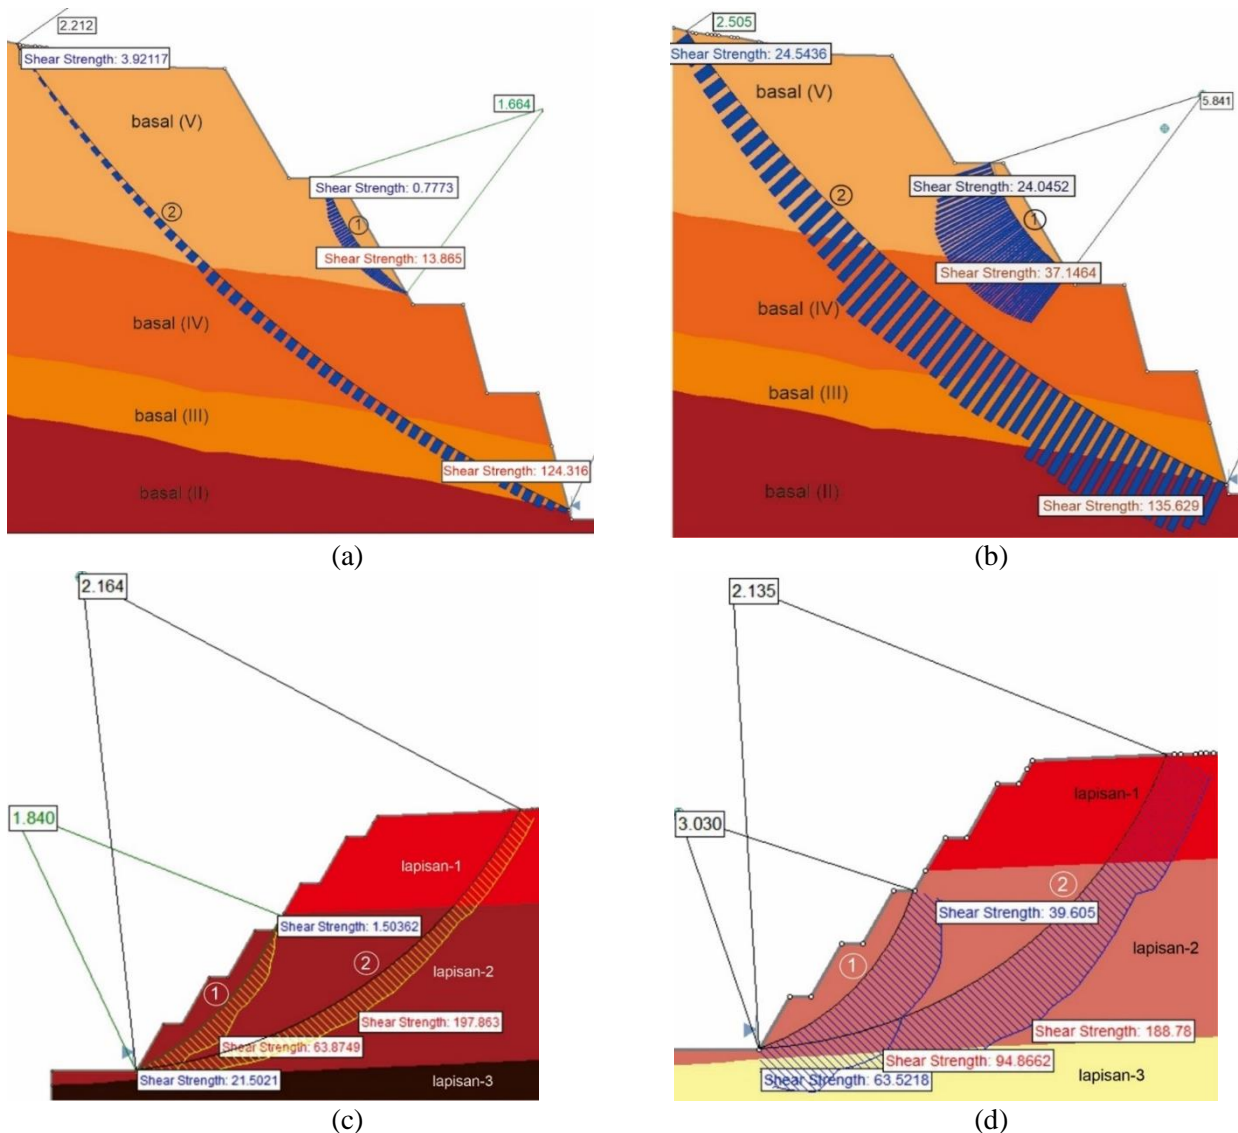 2.212
Shear Strength: 3.92117
basal (V)
1.664
Shear Strength: 0.7773
2
1
Shear Strength: 13.865
basal (IV)
basal (III)
Shear Strength: 124.316
basal (II)
(a)
2.505
Shear Strength: 24.5436
basal (V)
5.841
Shear Strength: 24.0452
2
1
Shear Strength: 37.1464
basal (IV)
basal (III)
basal (II)
Shear Strength: 135.629
(b)
2.164
1.840
lapisan-1
Shear Strength: 1.50362
2
lapisan-2
1
Shear Strength: 197.863
Shear Strength: 63.8749
Shear Strength: 21.5021
lapisan-3
(c)
2.135
3.030
lapisan-1
2
Shear Strength: 39.605
1
lapisan-2
Shear Strength: 188.78
Shear Strength: 94.8662
Shear Strength: 63.5218
lapisan-3
(d)